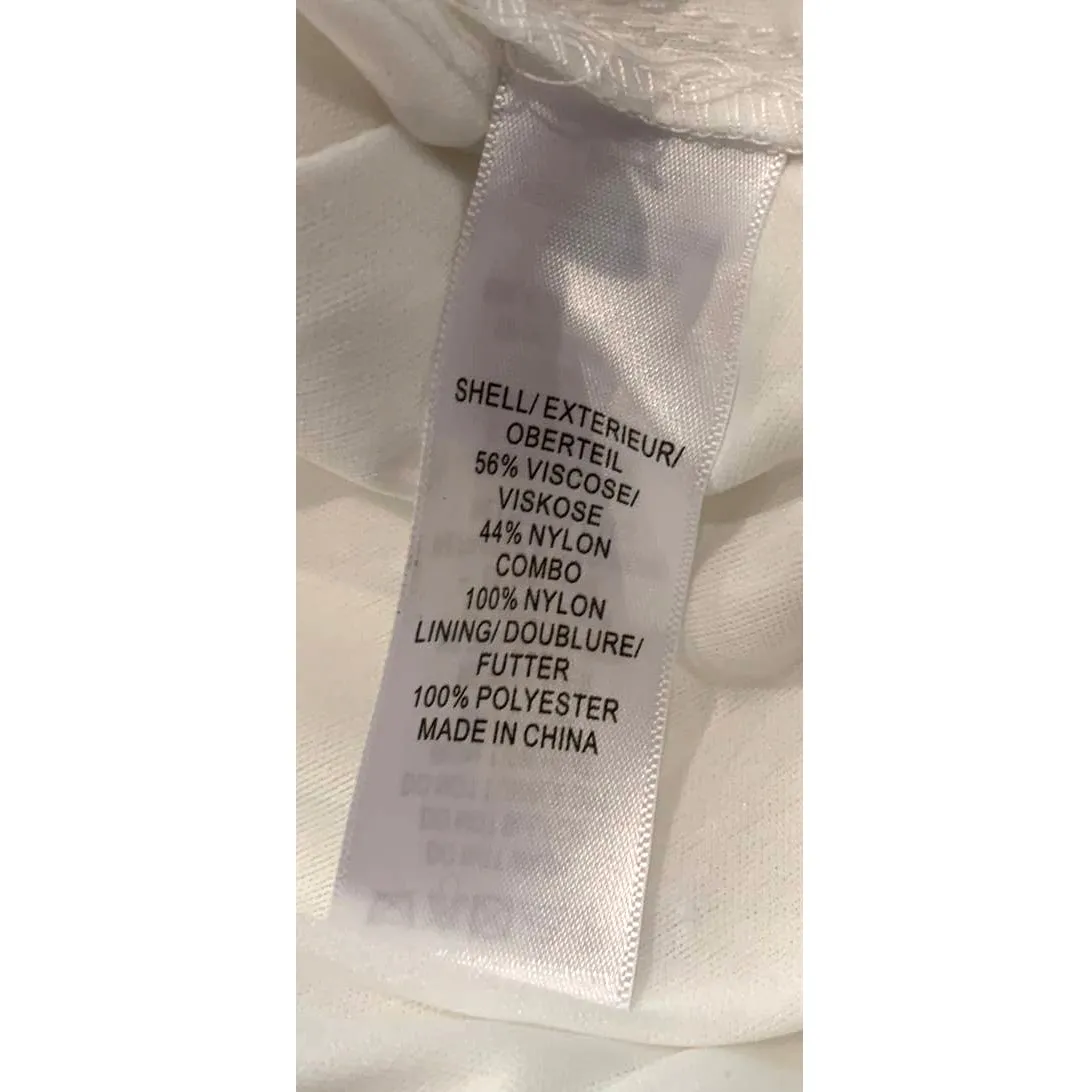 SHELL/ EXTERIEUR/
OBERTEIL
56% VISCOSE/
VISKOSE
44% NYLON
COMBO
100% NYLON
LINING/ DOUBLURE/
FUTTER
100% POLYESTER
MADE IN CHINA